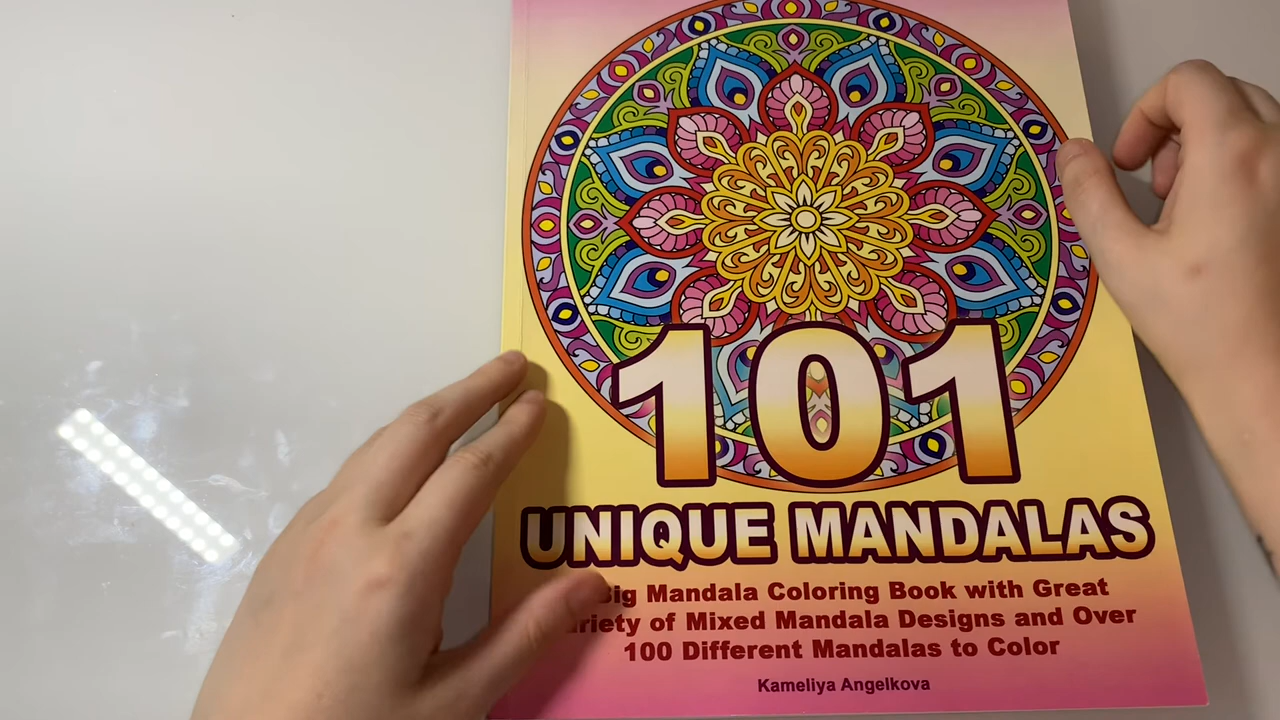 101
UNIQUE MANDALAS
Big Mandala Coloring Book with Great
of Mixed Mandala Designs and Over
100 Different Mandalas to Color
Kameliya Angelkova